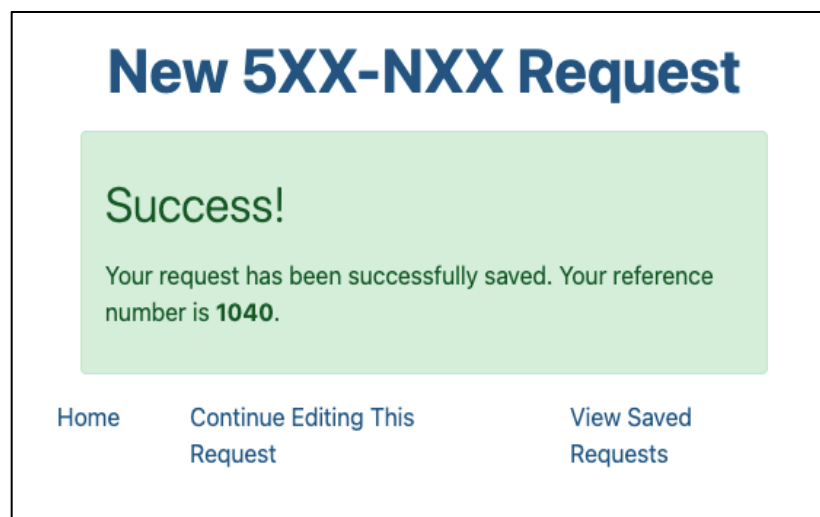 New 5XX-NXX Request
Success!
Your request has been successfully saved. Your reference
number is 1040.
Home
Continue Editing This
Request
View Saved
Requests